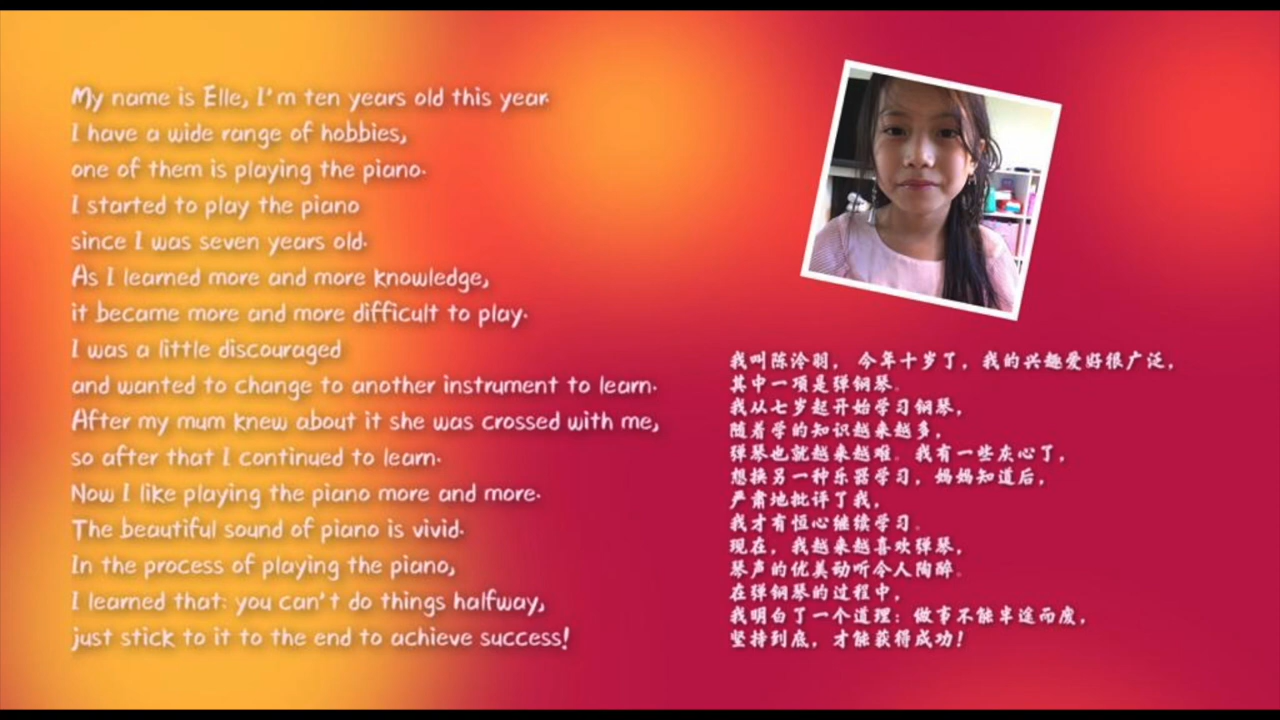 My name is Elle, I'm ten years old this year.
I have a wide range of hobbies,
one of them is playing the piano.
I started to play the piano
since I was seven years old.
As I learned more and more knowledge,
it became more and more difficult to play.
I was a little discouraged
and wanted to change to another instrument to learn.
After my mum knew about it she was crossed with me,
so after that I continued to learn.
Now I like playing the piano more and more.
The beautiful sound of piano is vivid.
In the process of playing the piano,
I learned that: you can't do things halfway,
just stick to it to the end to achieve success!
我叫陈泠羽，今年十岁了，我的兴趣爱好很广泛，
其中一项是弹钢琴。
我从七岁起开始学习钢琴，
随着学的知识越来越多，
弹琴也就越来越难。我有一些灰心了，
想换另一种乐器学习，妈妈知道后，
严肃地批评了我，
我才有恒心继续学习。
现在，我越来越喜欢弹琴，
琴声的优美动听令人陶醉。
在弹钢琴的过程中，
我明白了一个道理：做事不能半途而废，
坚持到底，才能获得成功！